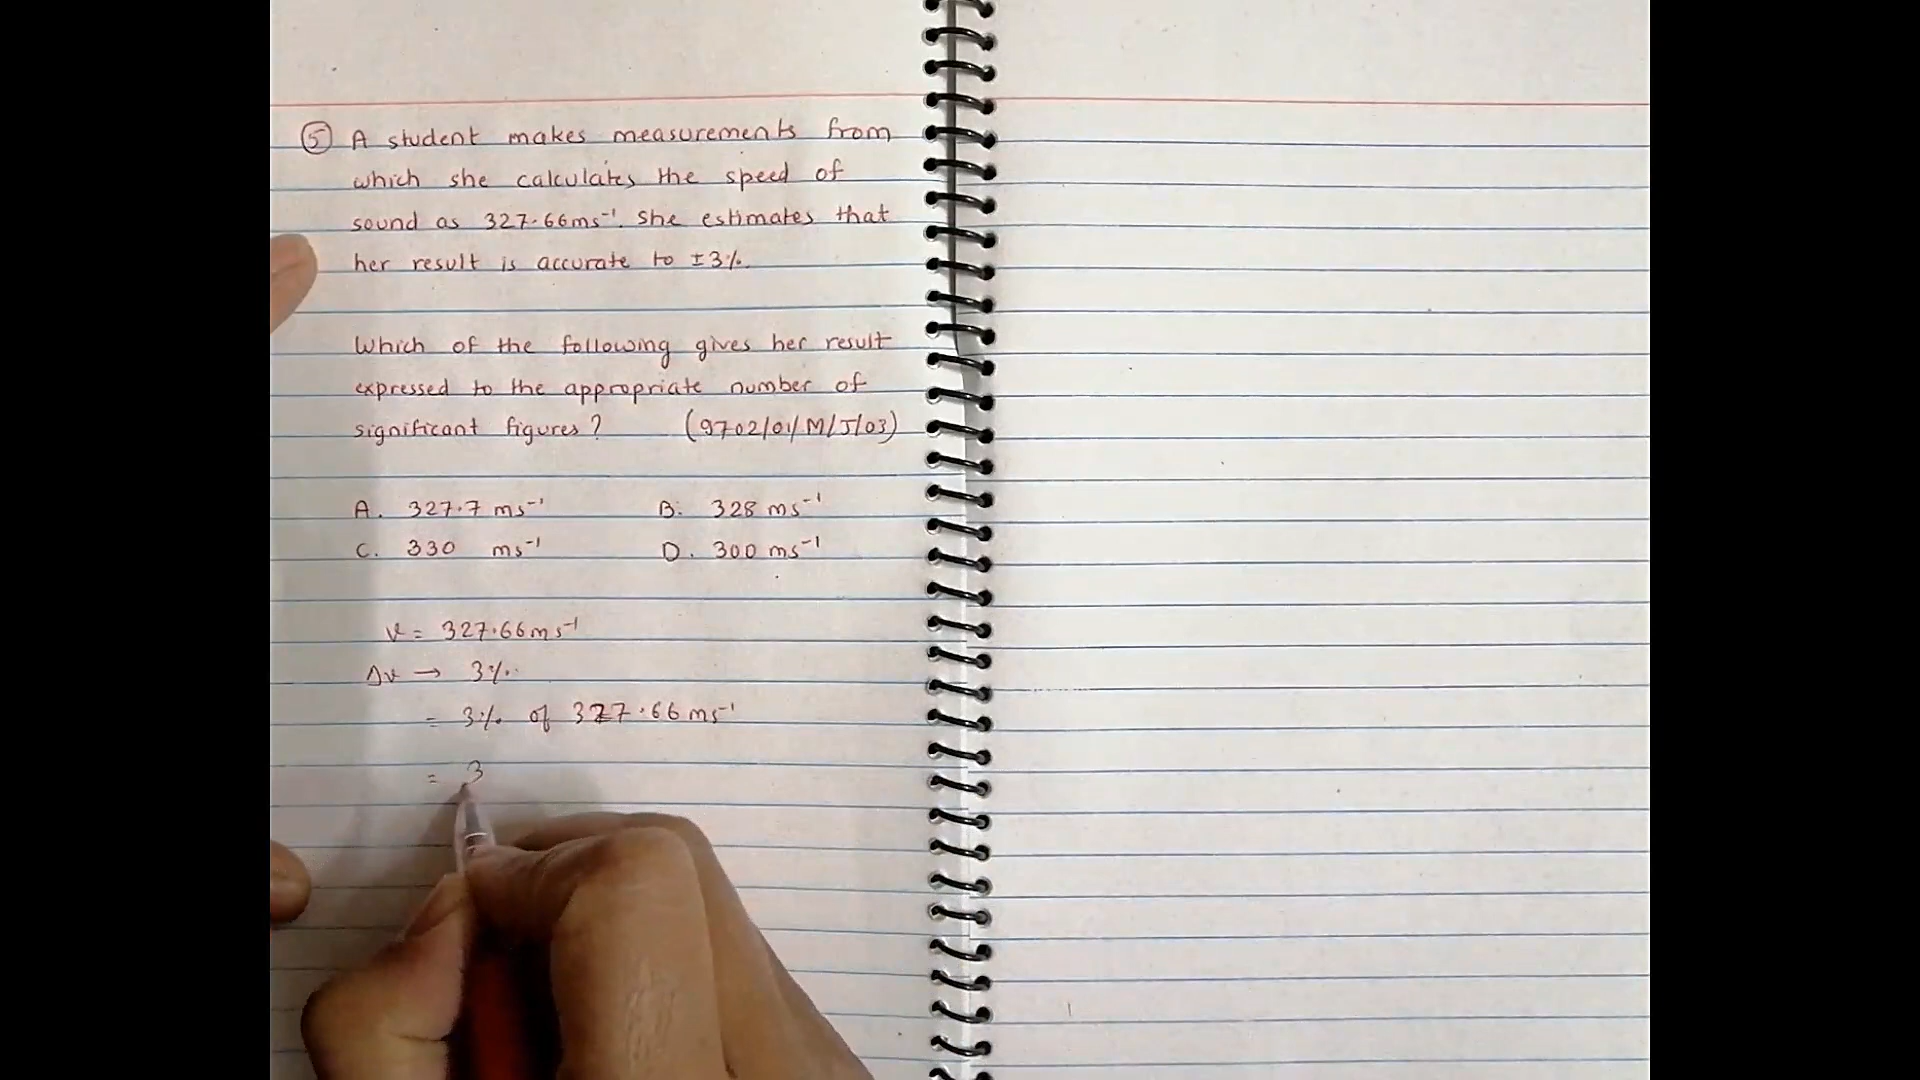 ⑤ A student makes measurements from
which she calculates the speed of
sound as 327.66ms⁻¹. She estimates that
her result is accurate to ±3%.
Which of the following gives her result
expressed to the appropriate number of
significant figures? (9702/01/M/J/03)
A. 327.7 ms⁻¹ B. 328 ms⁻¹
C. 330 ms⁻¹ D. 300 ms⁻¹
v = 327.66ms⁻¹
Δv → 3%
= 3% of 327.66 ms⁻¹
= 3